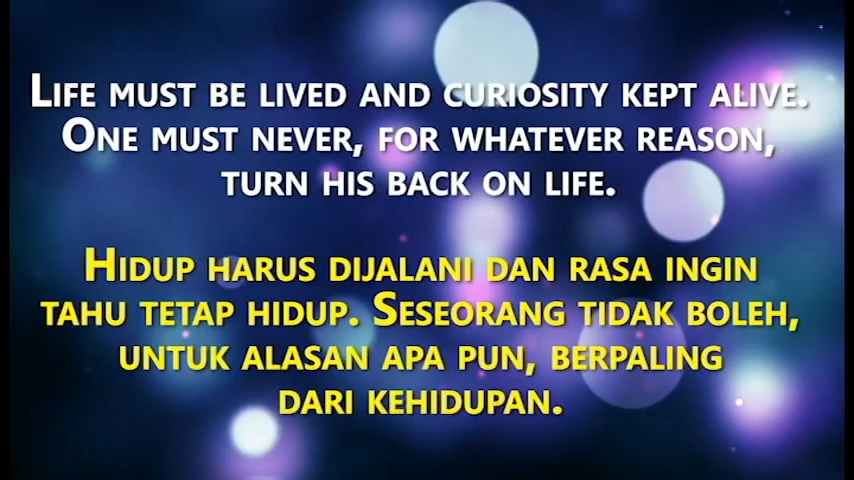 Life must be lived and curiosity kept alive.
One must never, for whatever reason,
turn his back on life.
Hidup harus dijalani dan rasa ingin
tahu tetap hidup. Seseorang tidak boleh,
untuk alasan apa pun, berpaling
dari kehidupan.